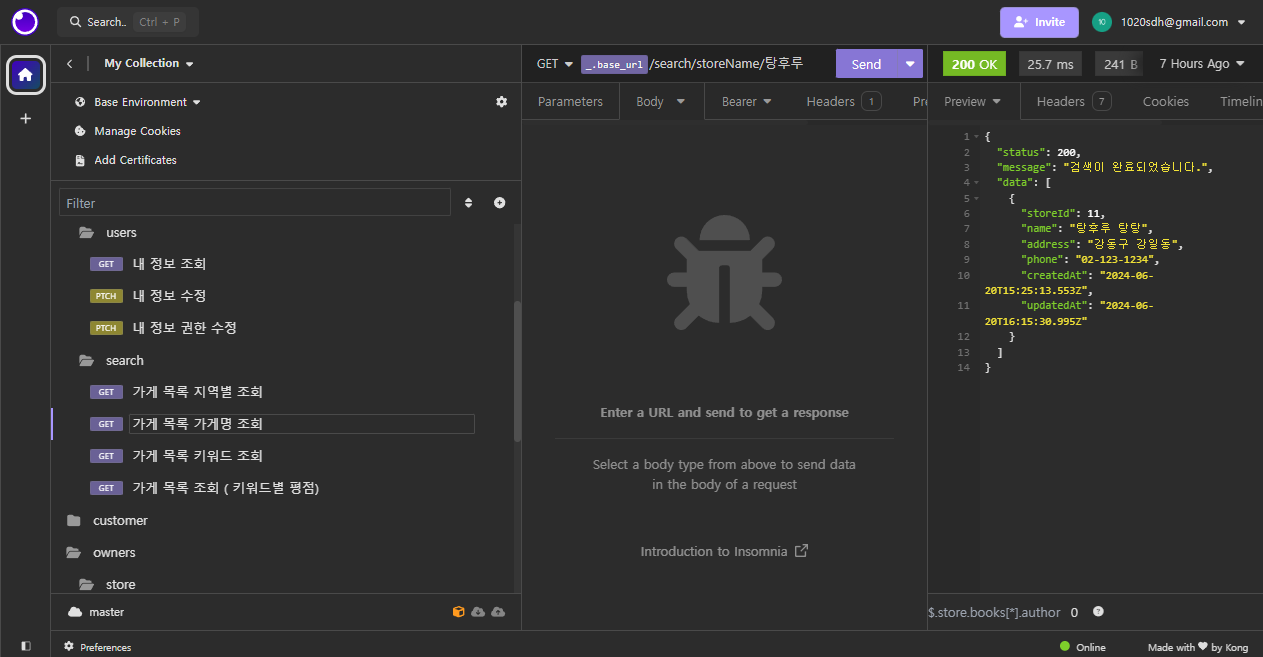 Search.. Ctrl + P
Invite
10
1020sdh@gmail.com
My Collection
Base Environment
Manage Cookies
Add Certificates
Filter
users
GET 내 정보 조회
PTCH 내 정보 수정
PTCH 내 정보 권한 수정
search
GET 가게 목록 지역별 조회
GET 가게 목록 가게명 조회
GET 가게 목록 키워드 조회
GET 가게 목록 조회 ( 키워드별 평점)
customer
owners
store
master
Preferences
GET _.base_url /search/storeName/탕후루 Send
Parameters Body Bearer Headers 1 Pr
Enter a URL and send to get a response
Select a body type from above to send data
in the body of a request
Introduction to Insomnia
200 OK 25.7 ms 241 B 7 Hours Ago
Preview Headers 7 Cookies Timelin
1 {
2 "status": 200,
3 "message": "검색이 완료되었습니다.",
4 "data": [
5 {
6 "storeId": 11,
7 "name": "탕후루 탕탕",
8 "address": "강동구 강일동",
9 "phone": "02-123-1234",
10 "createdAt": "2024-06-
20T15:25:13.553Z",
11 "updatedAt": "2024-06-
20T16:15:30.995Z"
12 }
13 ]
14 }
$.store.books[*].author 0 ?
Online
Made with ♥ by Kong